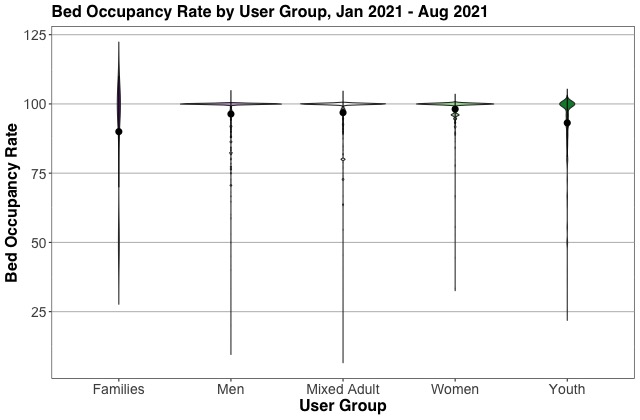 Bed Occupancy Rate by User Group, Jan 2021 - Aug 2021
Bed Occupancy Rate
125
100
75
50
25
Families Men Mixed Adult Women Youth
User Group